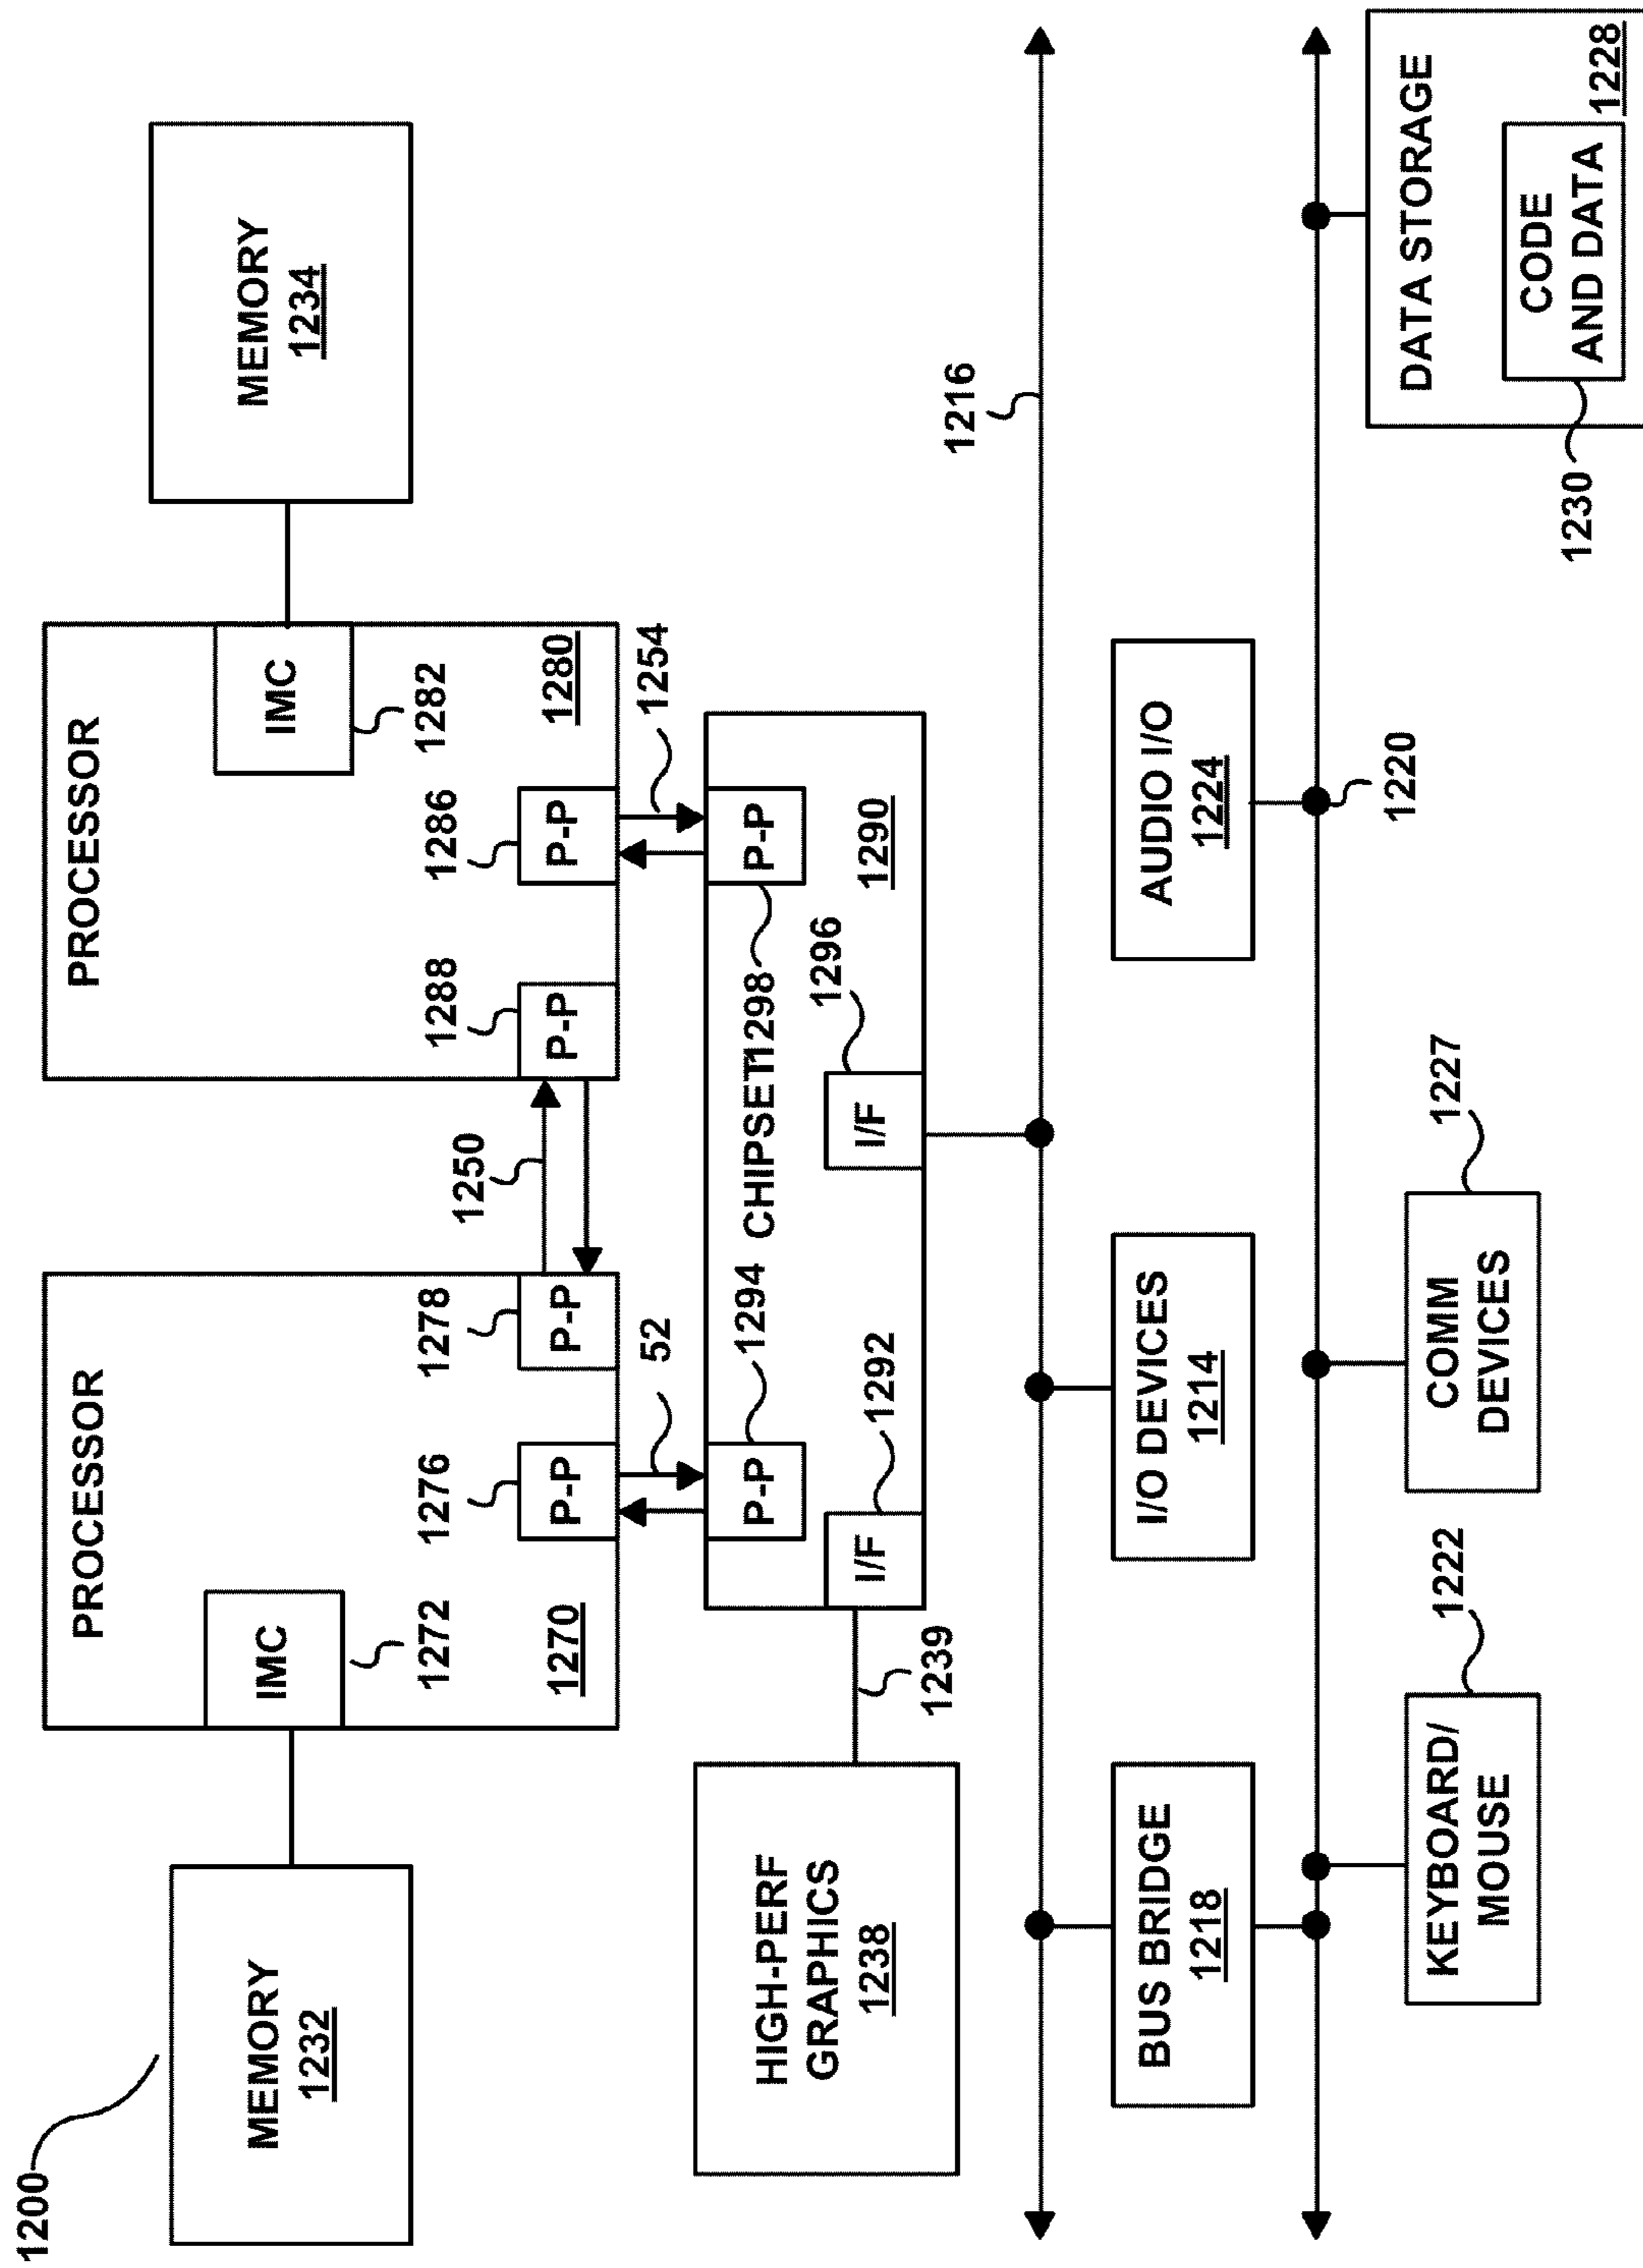 1200
MEMORY
1232
PROCESSOR
IMC
1272
1270
1276
P-P
1278
P-P
1250
PROCESSOR
1288
P-P
1286
P-P
IMC
1282
1280
MEMORY
1234
52
1254
HIGH-PERF
GRAPHICS
1238
1239
P-P
1294
I/F
1292
CHIPSET
1298
P-P
I/F
1296
1290
1216
BUS BRIDGE
1218
I/O DEVICES
1214
AUDIO I/O
1224
1220
KEYBOARD/
MOUSE
1222
COMM
DEVICES
1227
DATA STORAGE
CODE
AND DATA
1228
1230